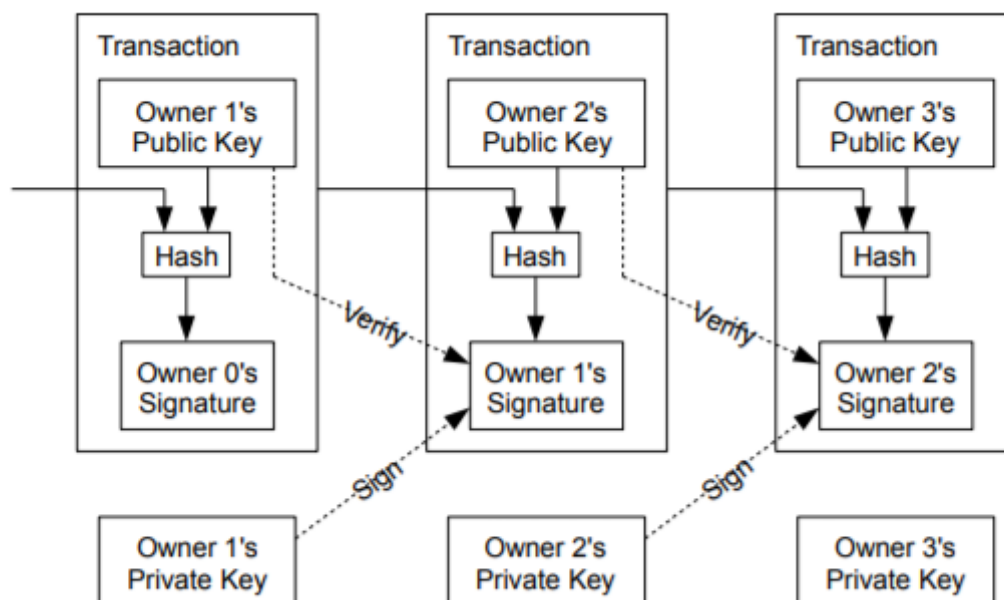 Transaction
Transaction
Transaction
Owner 1's
Public Key
Owner 2's
Public Key
Owner 3's
Public Key
Hash
Hash
Hash
Verify
Verify
Owner 0's
Signature
Owner 1's
Signature
Owner 2's
Signature
Sign
Sign
Owner 1's
Private Key
Owner 2's
Private Key
Owner 3's
Private Key